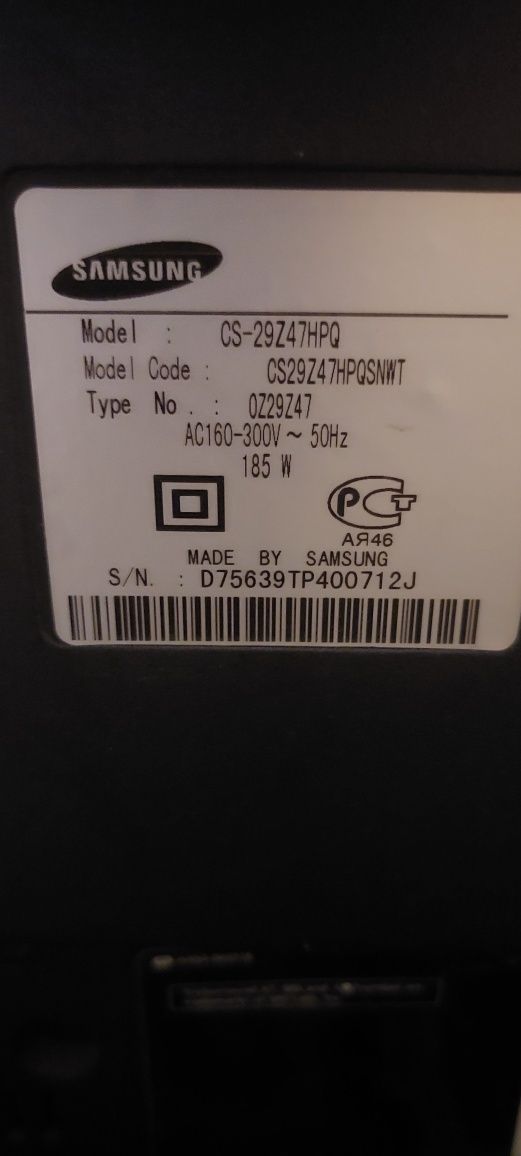 SAMSUNG
Model : CS-29Z47HPQ
Model Code : CS29Z47HPQSNWT
Type No. : 0Z29Z47
AC160-300V ~ 50Hz
185 W
РСТ
АЯ46
MADE BY SAMSUNG
S/N. : D75639TP400712J